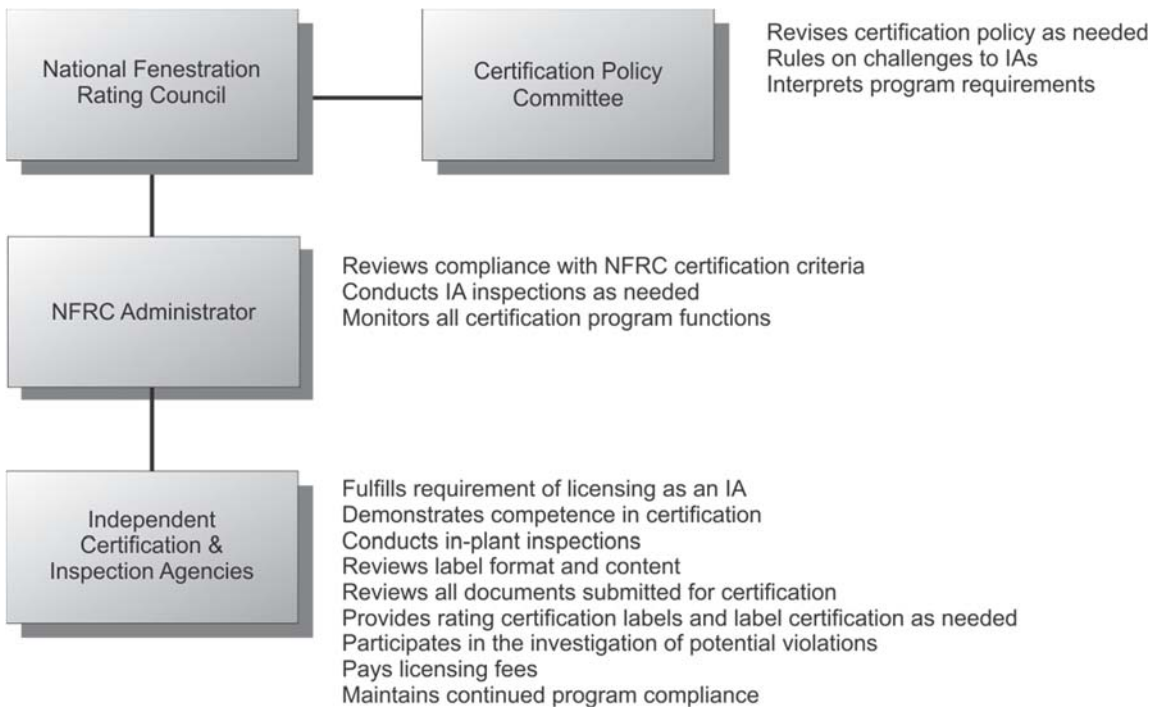 National Fenestration
Rating Council
Certification Policy
Committee
Revises certification policy as needed
Rules on challenges to IAs
Interprets program requirements
NFRC Administrator
Reviews compliance with NFRC certification criteria
Conducts IA inspections as needed
Monitors all certification program functions
Independent
Certification &
Inspection Agencies
Fulfills requirement of licensing as an IA
Demonstrates competence in certification
Conducts in-plant inspections
Reviews label format and content
Reviews all documents submitted for certification
Provides rating certification labels and label certification as needed
Participates in the investigation of potential violations
Pays licensing fees
Maintains continued program compliance